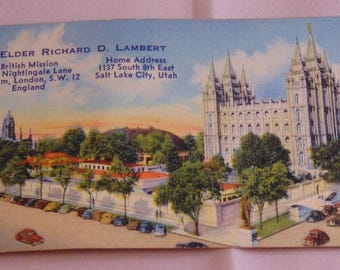 ELDER RICHARD D. LAMBERT
British Mission
Nightingale Lane
m, London, S.W. 12
England
Home Address
1137 South 8th East
Salt Lake City, Utah